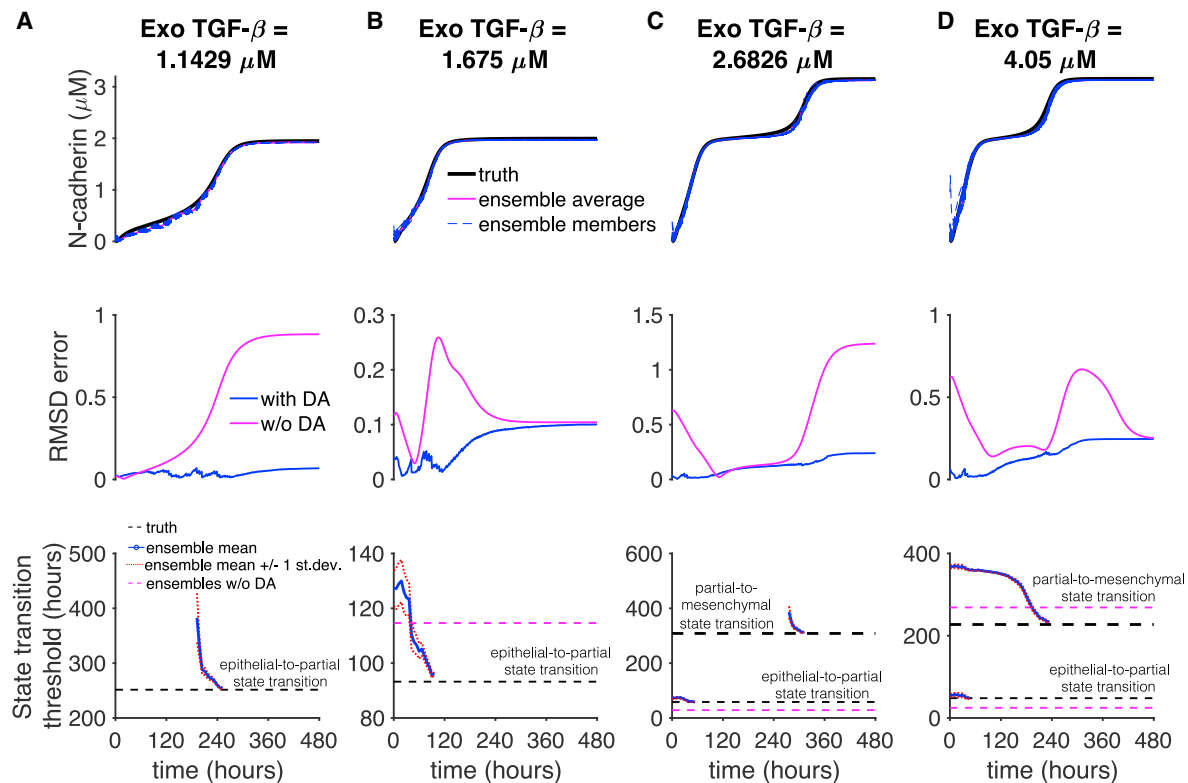 A
Exo TGF-β =
1.1429 μM
B
Exo TGF-β =
1.675 μM
C
Exo TGF-β =
2.6826 μM
D
Exo TGF-β =
4.05 μM
N-cadherin (μM)
3
2
1
0
truth
ensemble average
ensemble members
RMSD error
1
0.5
0
with DA
w/o DA
0.3
0.2
0.1
0
1.5
1
0.5
0
1
0.5
0
State transition
threshold (hours)
truth
ensemble mean
ensemble mean +/- 1 st.dev.
ensembles w/o DA
500
400
300
200
epithelial-to-partial
state transition
0 120 240 360 480
time (hours)
140
120
100
80
epithelial-to-partial
state transition
0 120 240 360 480
time (hours)
600
400
200
0
partial-to-
mesenchymal
state transition
epithelial-to-partial
state transition
0 120 240 360 480
time (hours)
400
200
0
partial-to-mesenchymal
state transition
epithelial-to-partial
state transition
0 120 240 360 480
time (hours)